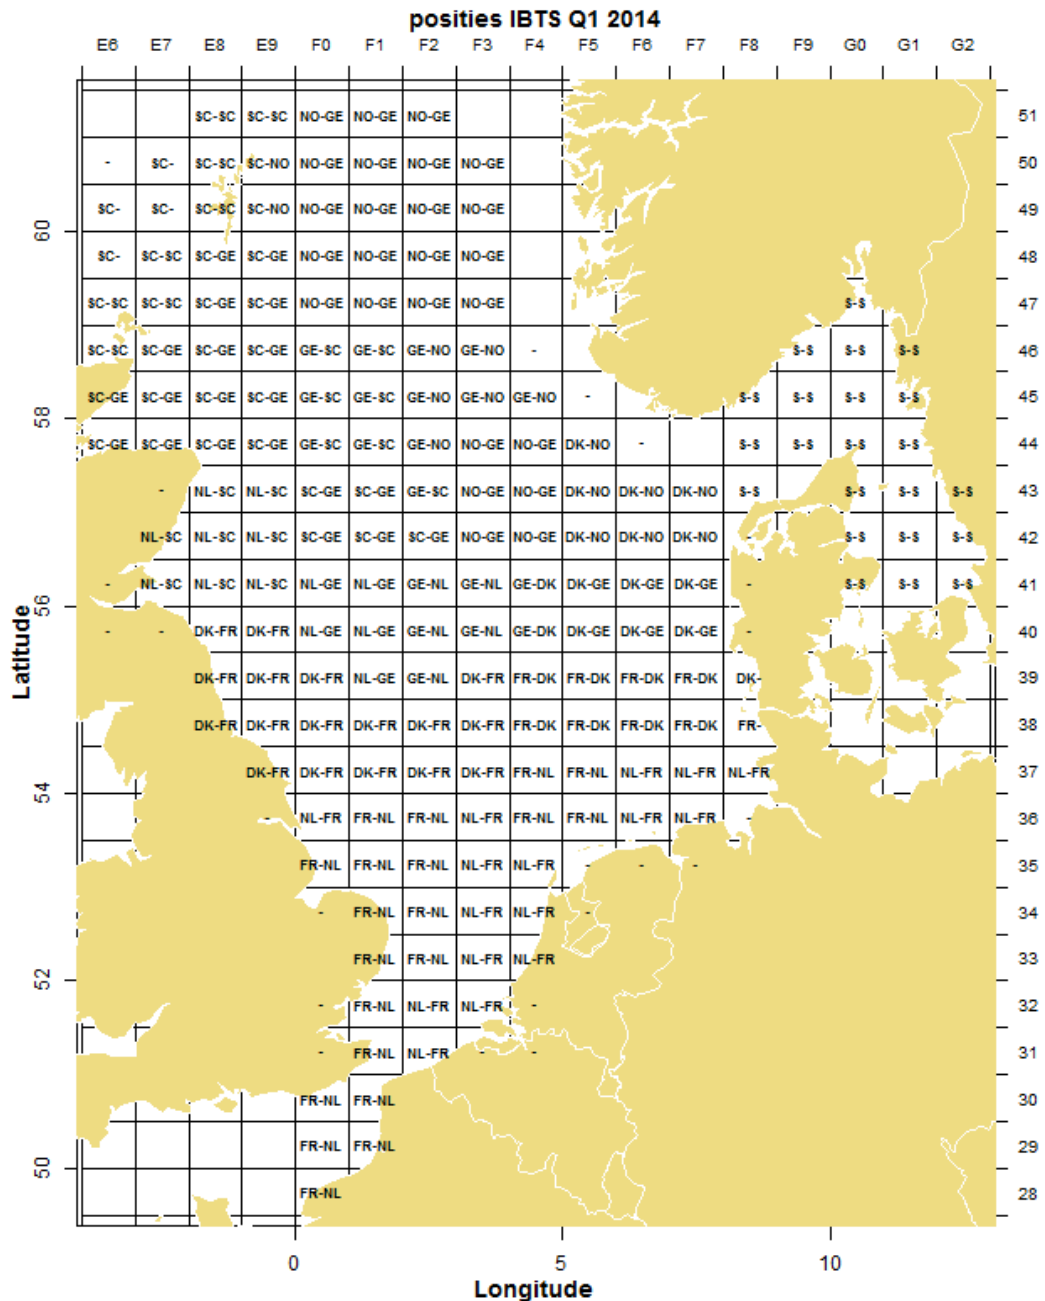 posities IBTS Q1 2014
E6 E7 E8 E9 F0 F1 F2 F3 F4 F5 F6 F7 F8 F9 G0 G1 G2
SC-SC SC-SC NO-GE NO-GE NO-GE 51
- SC- SC-SC SC-NO NO-GE NO-GE NO-GE NO-GE 50
SC- SC- SC-SC SC-NO NO-GE NO-GE NO-GE NO-GE 49
60
SC- SC-SC SC-GE SC-GE NO-GE NO-GE NO-GE NO-GE 48
SC-SC SC-SC SC-GE SC-GE NO-GE NO-GE NO-GE NO-GE S-S 47
SC-SC SC-GE SC-GE SC-GE GE-SC GE-SC GE-NO GE-NO - S-S S-S S-S 46
SC-GE SC-GE SC-GE SC-GE GE-SC GE-SC GE-NO GE-NO GE-NO - S-S S-S S-S S-S 45
58
SC-GE SC-GE SC-GE SC-GE GE-SC GE-SC GE-NO NO-GE NO-GE DK-NO - S-S S-S S-S S-S 44
- NL-SC NL-SC SC-GE SC-GE GE-SC NO-GE NO-GE DK-NO DK-NO DK-NO S-S S-S S-S S-S 43
NL-SC NL-SC NL-SC SC-GE SC-GE SC-GE NO-GE NO-GE DK-NO DK-NO DK-NO - S-S S-S S-S 42
- NL-SC NL-SC NL-SC NL-GE NL-GE GE-NL GE-NL GE-DK DK-GE DK-GE DK-GE - S-S S-S S-S 41
56
- - DK-FR DK-FR NL-GE NL-GE GE-NL GE-NL GE-DK DK-GE DK-GE DK-GE - 40
DK-FR DK-FR DK-FR NL-GE GE-NL DK-FR FR-DK FR-DK FR-DK FR-DK DK- 39
DK-FR DK-FR DK-FR DK-FR DK-FR DK-FR FR-DK FR-DK FR-DK FR-DK FR- 38
DK-FR DK-FR DK-FR DK-FR DK-FR FR-NL FR-NL NL-FR NL-FR NL-FR 37
54
- NL-FR FR-NL FR-NL NL-FR FR-NL FR-NL NL-FR NL-FR - 36
FR-NL FR-NL FR-NL NL-FR NL-FR - - - 35
- FR-NL FR-NL NL-FR NL-FR - 34
FR-NL FR-NL NL-FR NL-FR 33
52
- FR-NL NL-FR NL-FR - 32
- FR-NL NL-FR - - 31
FR-NL FR-NL 30
FR-NL FR-NL 29
50
FR-NL 28
0 5 10
Longitude
Latitude